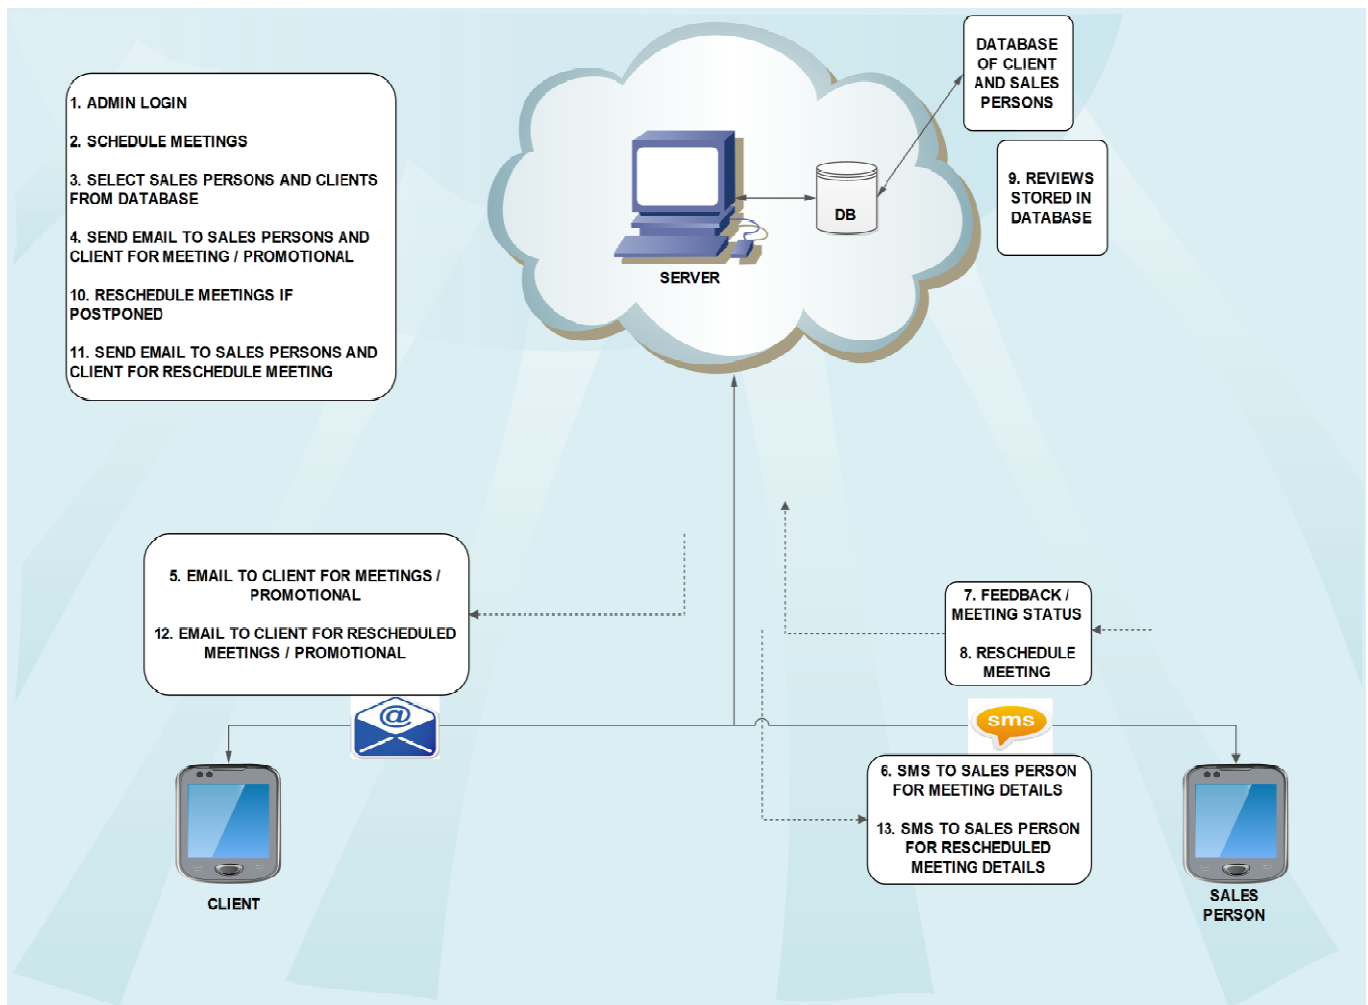 DATABASE
OF CLIENT
AND SALES
PERSONS
1. ADMIN LOGIN
2. SCHEDULE MEETINGS
3. SELECT SALES PERSONS AND CLIENTS
FROM DATABASE
4. SEND EMAIL TO SALES PERSONS AND
CLIENT FOR MEETING / PROMOTIONAL
10. RESCHEDULE MEETINGS IF
POSTPONED
11. SEND EMAIL TO SALES PERSONS AND
CLIENT FOR RESCHEDULE MEETING
DB
SERVER
9. REVIEWS
STORED IN
DATABASE
5. EMAIL TO CLIENT FOR MEETINGS /
PROMOTIONAL
12. EMAIL TO CLIENT FOR RESCHEDULED
MEETINGS / PROMOTIONAL
7. FEEDBACK /
MEETING STATUS
8. RESCHEDULE
MEETING
@
sms
6. SMS TO SALES PERSON
FOR MEETING DETAILS
13. SMS TO SALES PERSON
FOR RESCHEDULED
MEETING DETAILS
CLIENT
SALES
PERSON